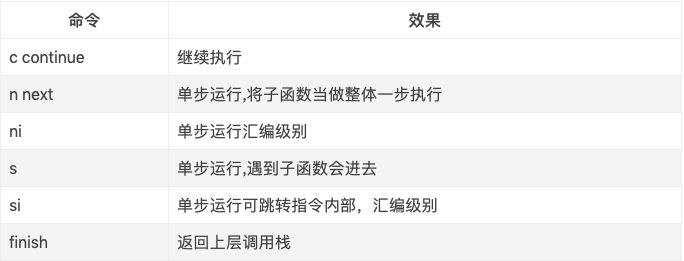 命令 效果
c continue 继续执行
n next 单步运行,将子函数当做整体一步执行
ni 单步运行汇编级别
s 单步运行,遇到子函数会进去
si 单步运行可跳转指令内部，汇编级别
finish 返回上层调用栈